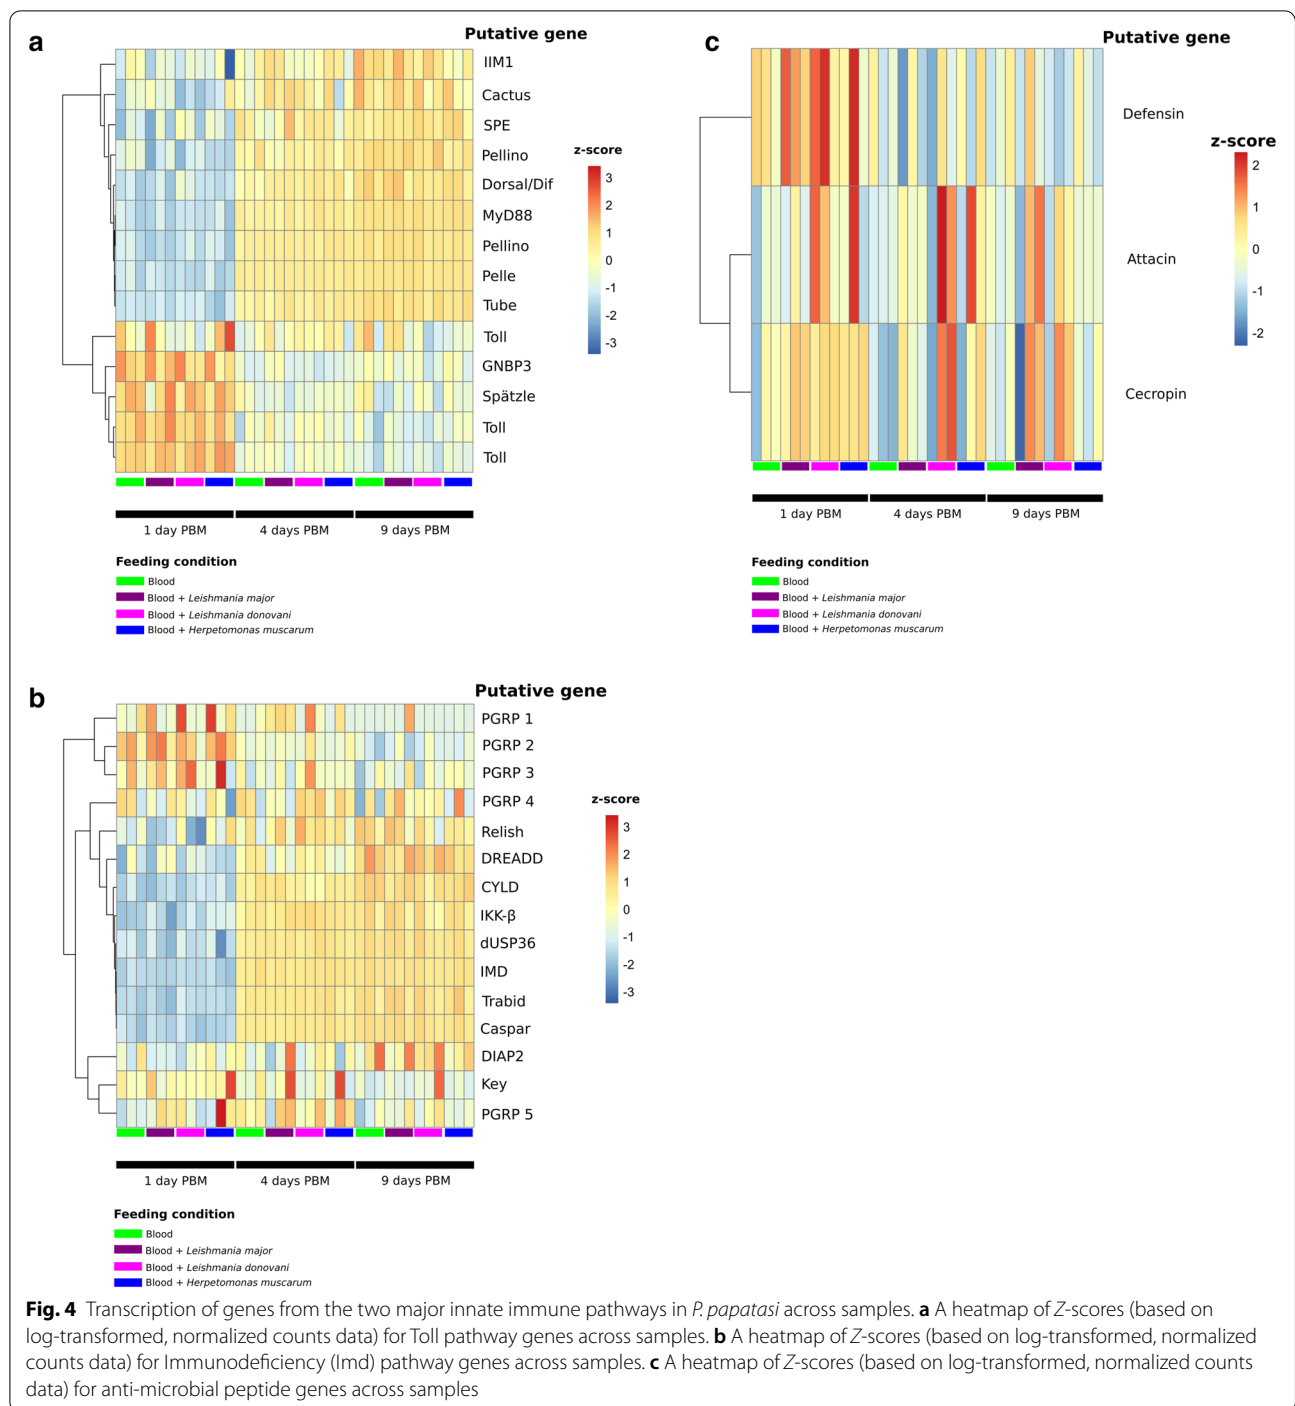 a
Putative gene
IIM1
Cactus
SPE
Pellino
Dorsal/Dif
MyD88
Pellino
Pelle
Tube
Toll
GNBP3
Spätzle
Toll
Toll
z-score
3
2
1
0
-1
-2
-3
1 day PBM
4 days PBM
9 days PBM
Feeding condition
Blood
Blood + Leishmania major
Blood + Leishmania donovani
Blood + Herpetomonas muscarum
c
Putative gene
Defensin
Attacin
Cecropin
z-score
2
1
0
-1
-2
1 day PBM
4 days PBM
9 days PBM
Feeding condition
Blood
Blood + Leishmania major
Blood + Leishmania donovani
Blood + Herpetomonas muscarum
b
Putative gene
PGRP 1
PGRP 2
PGRP 3
PGRP 4
Relish
DREADD
CYLD
IKK-β
dUSP36
IMD
Trabid
Caspar
DIAP2
Key
PGRP 5
z-score
3
2
1
0
-1
-2
-3
1 day PBM
4 days PBM
9 days PBM
Feeding condition
Blood
Blood + Leishmania major
Blood + Leishmania donovani
Blood + Herpetomonas muscarum
Fig. 4 Transcription of genes from the two major innate immune pathways in P. papatasi across samples. a A heatmap of Z-scores (based on
log-transformed, normalized counts data) for Toll pathway genes across samples. b A heatmap of Z-scores (based on log-transformed, normalized
counts data) for Immunodeficiency (Imd) pathway genes across samples. c A heatmap of Z-scores (based on log-transformed, normalized counts
data) for anti-microbial peptide genes across samples